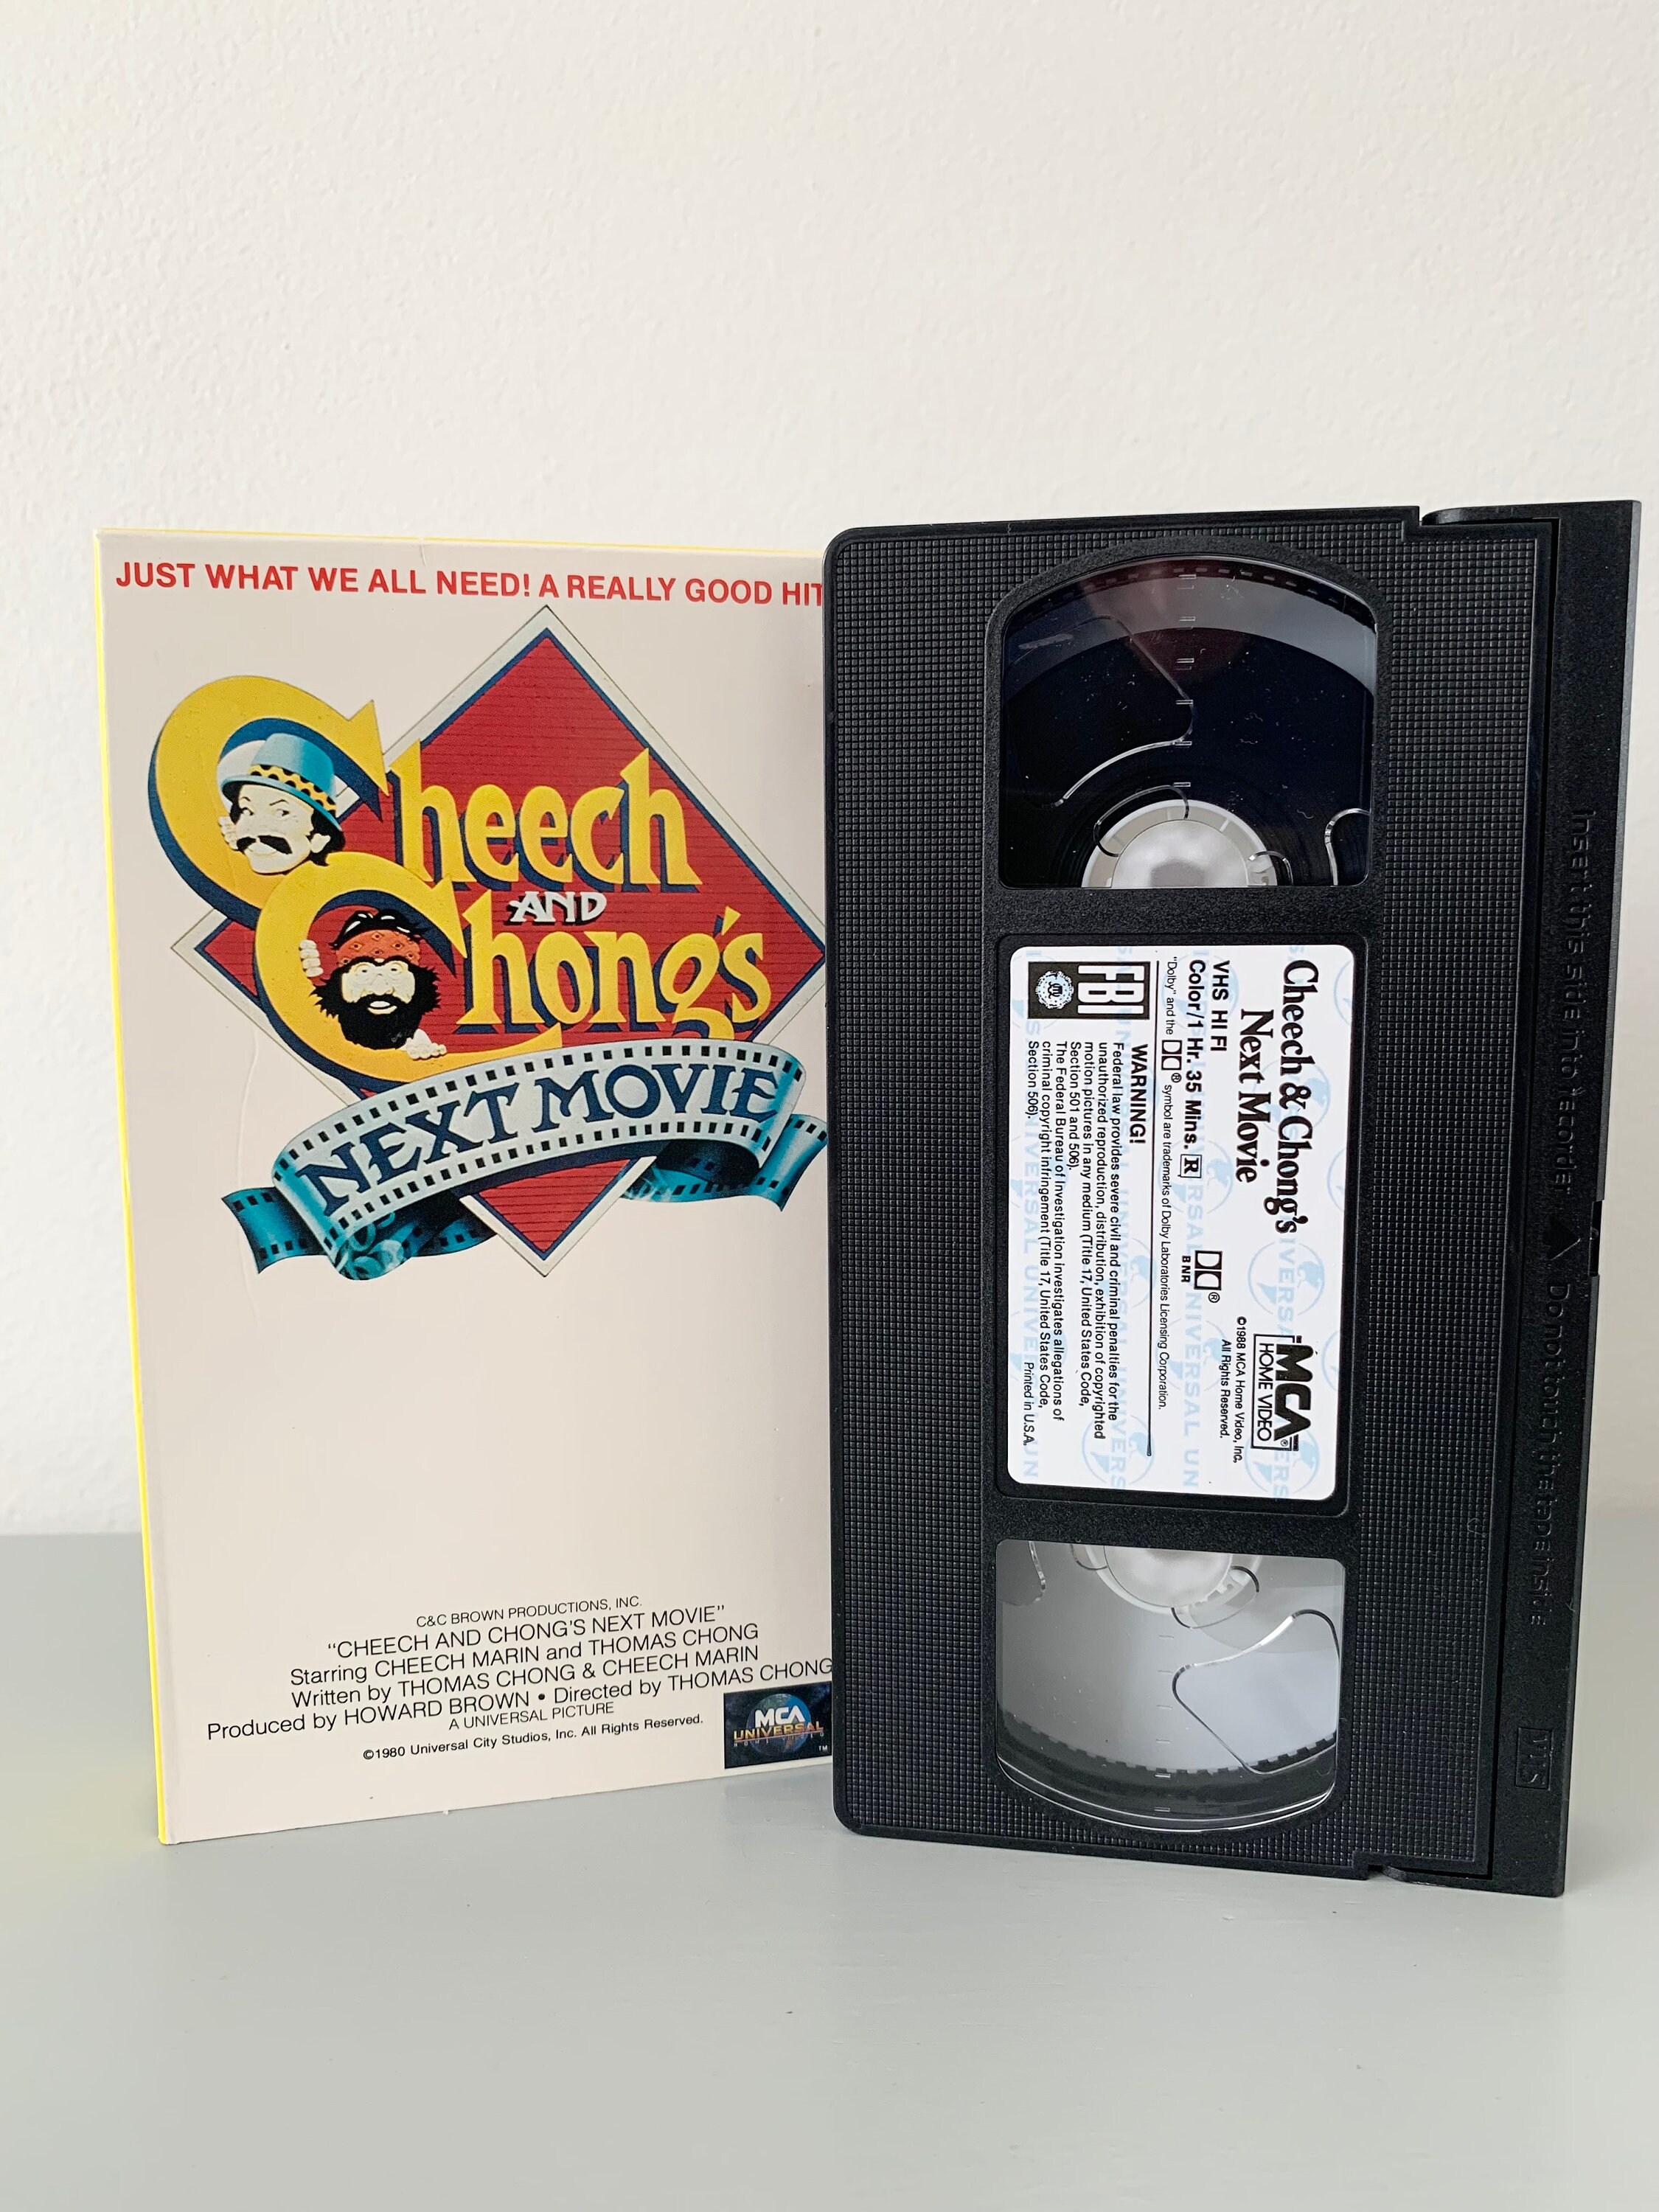 JUST WHAT WE ALL NEED! A REALLY GOOD HIT
Cheech
AND
Chong's
NEXT MOVIE
C&C BROWN PRODUCTIONS, INC.
“CHEECH AND CHONG'S NEXT MOVIE”
Starring CHEECH MARIN and THOMAS CHONG
Written by THOMAS CHONG & CHEECH MARIN
Produced by HOWARD BROWN • Directed by THOMAS CHONG
A UNIVERSAL PICTURE
©1980 Universal City Studios, Inc. All Rights Reserved.
MCA
UNIVERSAL
TM
Cheech & Chong's
Next Movie
MCA®
HOME VIDEO
©1988 MCA Home Video, Inc.
All Rights Reserved.
VHS HI FI
Color/1 Hr. 35 Mins. R
®
B NR
"Dolby" and the ® symbol are trademarks of Dolby Laboratories Licensing Corporation.
FBI
WARNING!
Federal law provides severe civil and criminal penalties for the
unauthorized reproduction, distribution, exhibition of copyrighted
motion pictures in any medium (Title 17, United States Code,
Section 501 and 506).
The Federal Bureau of Investigation investigates allegations of
criminal copyright infringement (Title 17, United States Code,
Section 506).
Printed in U.S.A.
Insert this side into recorder ▲ Do not touch the tape inside
VHS